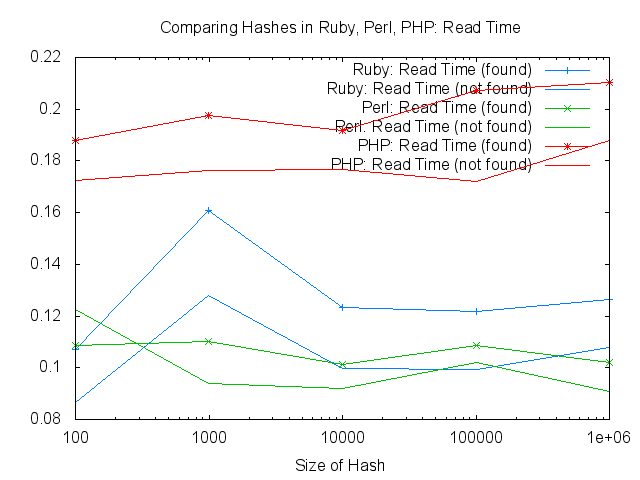 Comparing Hashes in Ruby, Perl, PHP: Read Time
0.22
0.2
0.18
0.16
0.14
0.12
0.1
0.08
Ruby: Read Time (found)
Ruby: Read Time (not found)
Perl: Read Time (found)
Perl: Read Time (not found)
PHP: Read Time (found)
PHP: Read Time (not found)
100 1000 10000 100000 1e+06
Size of Hash